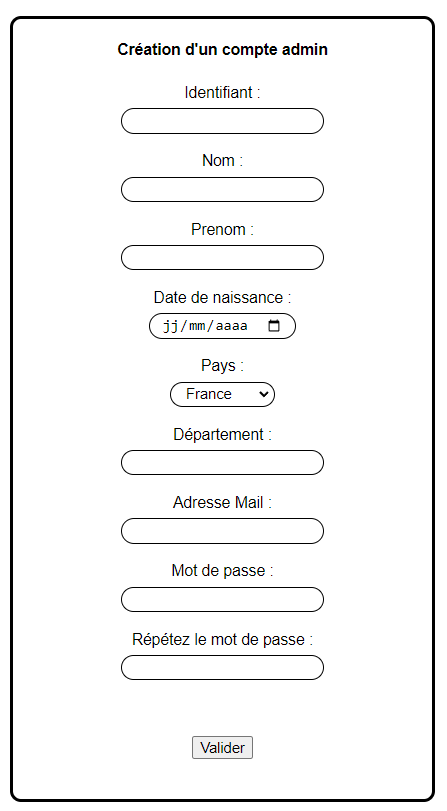 Création d'un compte admin
Identifiant :
Nom :
Prenom :
Date de naissance :
jj/mm/aaaa
Pays :
France
Département :
Adresse Mail :
Mot de passe :
Répétez le mot de passe :
Valider